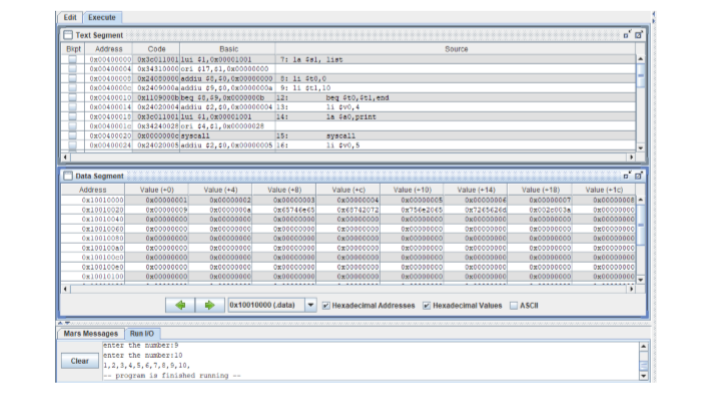 Edit Execute
Text Segment
Bkpt Address Code Basic Source
0x00400000 0x3c011001 lui $1,0x00001001 7: la $s1, list
0x00400004 0x34310000 ori $17,$1,0x00000000
0x00400008 0x24080000 addiu $8,$0,0x00000000 8: li $t0,0
0x0040000c 0x2409000a addiu $9,$0,0x0000000a 9: li $t1,10
0x00400010 0x1109000b beq $8,$9,0x0000000b 12: beq $t0,$t1,end
0x00400014 0x24020004 addiu $2,$0,0x00000004 13: li $v0,4
0x00400018 0x3c011001 lui $1,0x00001001 14: la $a0,print
0x0040001c 0x34240028 ori $4,$1,0x00000028
0x00400020 0x0000000c syscall 15: syscall
0x00400024 0x24020005 addiu $2,$0,0x00000005 16: li $v0,5
Data Segment
Address Value (+0) Value (+4) Value (+8) Value (+c) Value (+10) Value (+14) Value (+18) Value (+1c)
0x10010000 0x00000001 0x00000002 0x00000003 0x00000004 0x00000005 0x00000006 0x00000007 0x00000008
0x10010020 0x00000009 0x0000000a 0x65746e65 0x68742072 0x756e2065 0x7265626d 0x002c003a 0x00000000
0x10010040 0x00000000 0x00000000 0x00000000 0x00000000 0x00000000 0x00000000 0x00000000 0x00000000
0x10010060 0x00000000 0x00000000 0x00000000 0x00000000 0x00000000 0x00000000 0x00000000 0x00000000
0x10010080 0x00000000 0x00000000 0x00000000 0x00000000 0x00000000 0x00000000 0x00000000 0x00000000
0x100100a0 0x00000000 0x00000000 0x00000000 0x00000000 0x00000000 0x00000000 0x00000000 0x00000000
0x100100c0 0x00000000 0x00000000 0x00000000 0x00000000 0x00000000 0x00000000 0x00000000 0x00000000
0x100100e0 0x00000000 0x00000000 0x00000000 0x00000000 0x00000000 0x00000000 0x00000000 0x00000000
0x10010100 0x00000000 0x00000000 0x00000000 0x00000000 0x00000000 0x00000000 0x00000000 0x00000000
0x10010000 (.data) Hexadecimal Addresses Hexadecimal Values ASCII
Mars Messages Run I/O
enter the number:9
enter the number:10
Clear
1,2,3,4,5,6,7,8,9,10,
-- program is finished running --